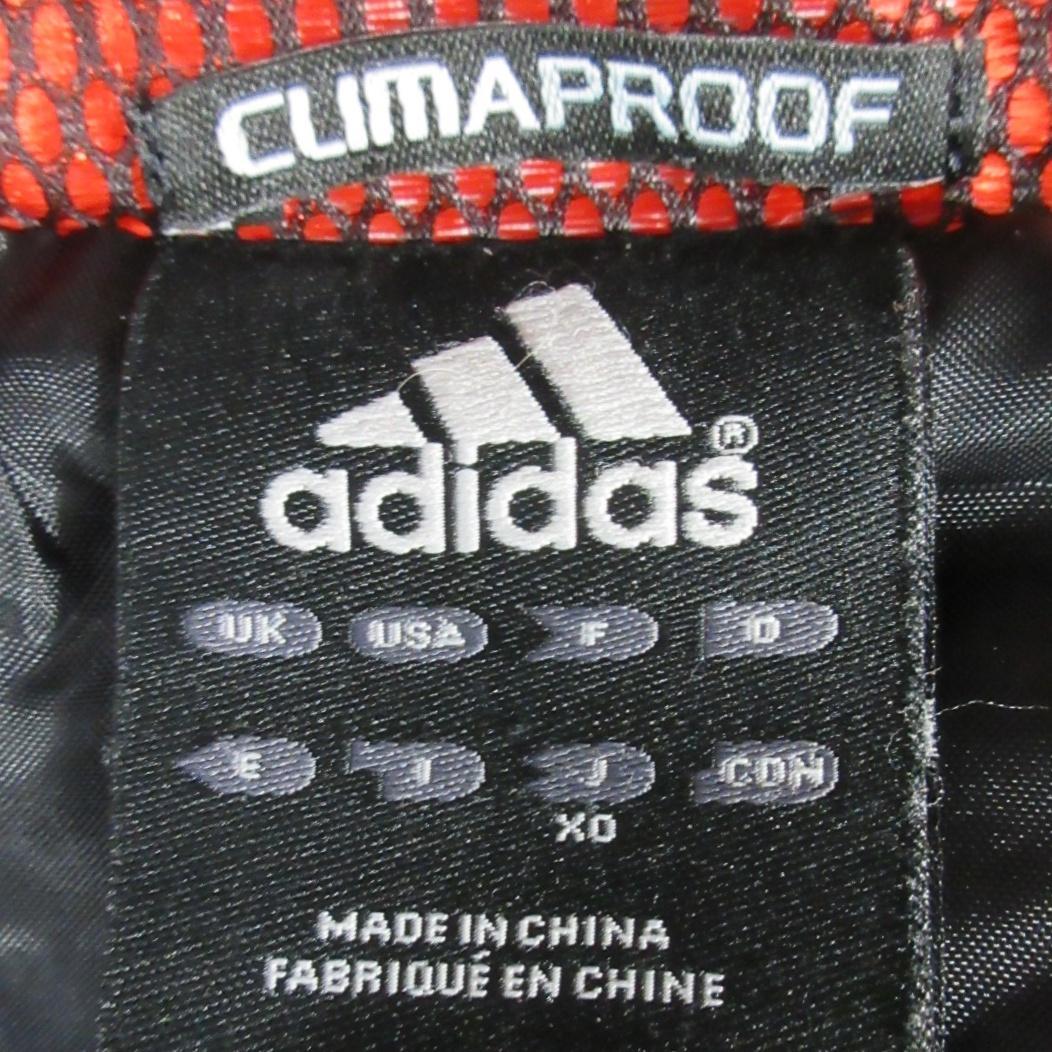 CLIMAPROOF
adidas®
UK USA F D
E I J CDN
XO
MADE IN CHINA
FABRIQUÉ EN CHINE